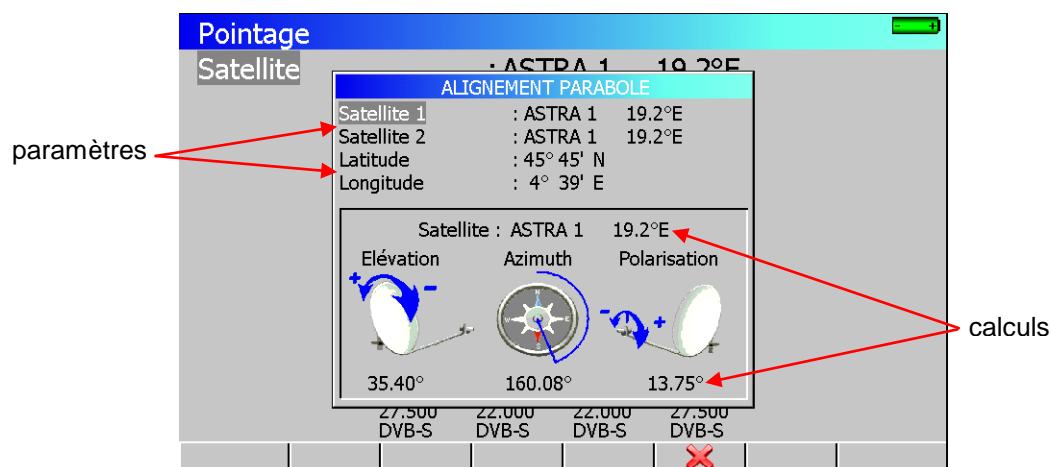 Pointage
Satellite : ASTRA 1 19.2°E
ALIGNEMENT PARABOLE
Satellite 1 : ASTRA 1 19.2°E
Satellite 2 : ASTRA 1 19.2°E
paramètres
Latitude : 45° 45' N
Longitude : 4° 39' E
Satellite : ASTRA 1 19.2°E
Elévation Azimuth Polarisation
+ - N W E S - +
calculs
35.40° 160.08° 13.75°
27.500 22.000 22.000 27.500
DVB-S DVB-S DVB-S DVB-S